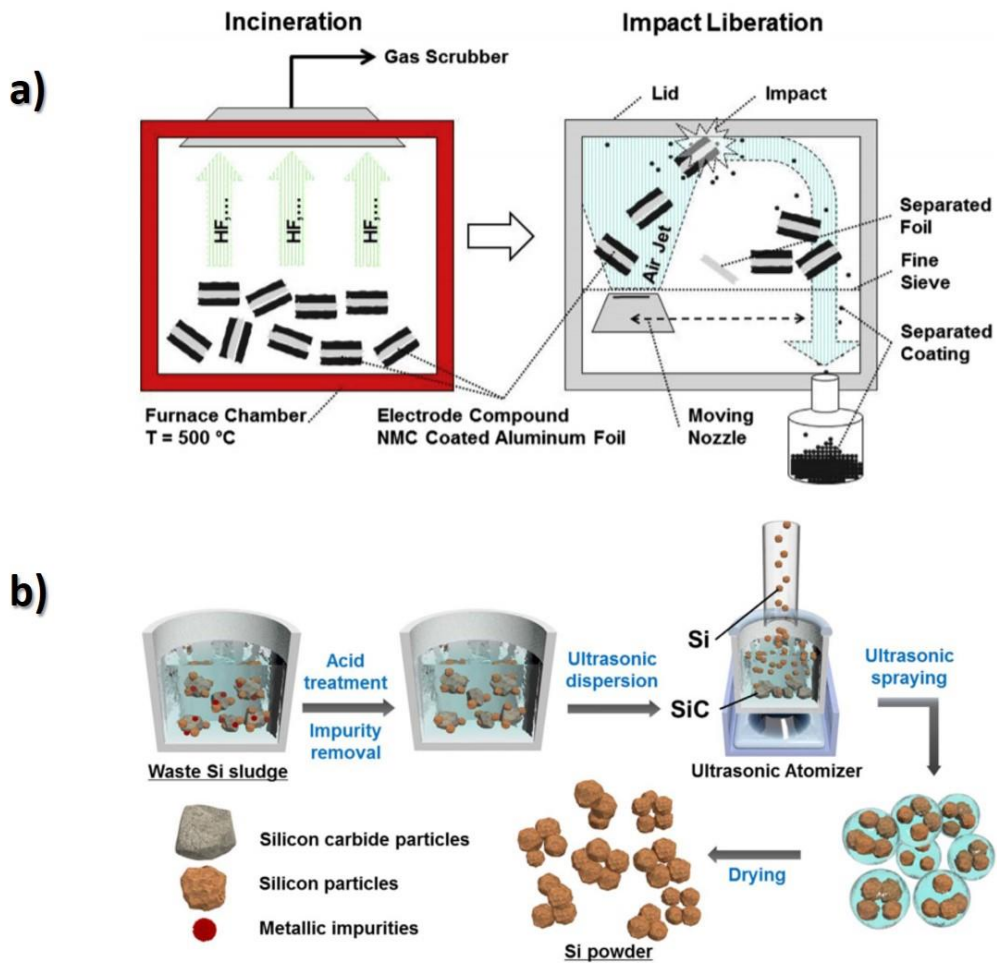 a)
Incineration
Gas Scrubber
HF,...
HF,...
HF,...
Furnace Chamber
T = 500 °C
Electrode Compound
NMC Coated Aluminum Foil
Impact Liberation
Lid
Impact
Air Jet
Separated
Foil
Fine
Sieve
Separated
Coating
Moving
Nozzle
b)
Waste Si sludge
Acid
treatment
Impurity
removal
Ultrasonic
dispersion
Si
SiC
Ultrasonic Atomizer
Ultrasonic
spraying
Drying
Si powder
Silicon carbide particles
Silicon particles
Metallic impurities